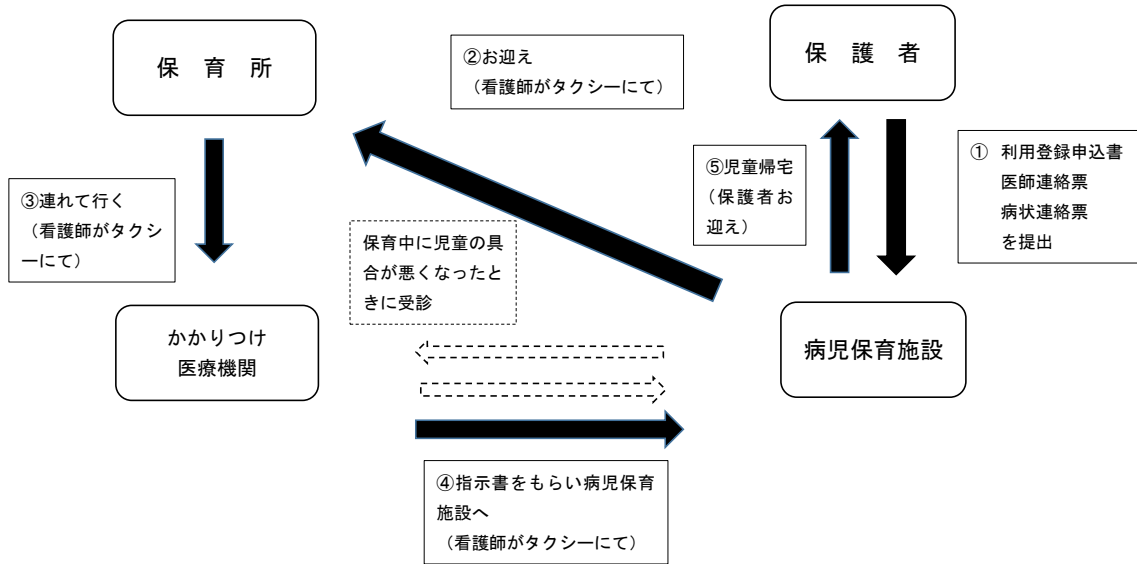 保 育 所
②お迎え
(看護師がタクシーにて)
保 護 者
① 利用登録申込書
医師連絡票
病状連絡票
を提出
⑤児童帰宅
(保護者お
迎え)
③連れて行く
(看護師がタクシ
ーにて)
保育中に児童の具
合が悪くなったと
きに受診
かかりつけ
医療機関
病児保育施設
④指示書をもらい病児保育
施設へ
(看護師がタクシーにて)